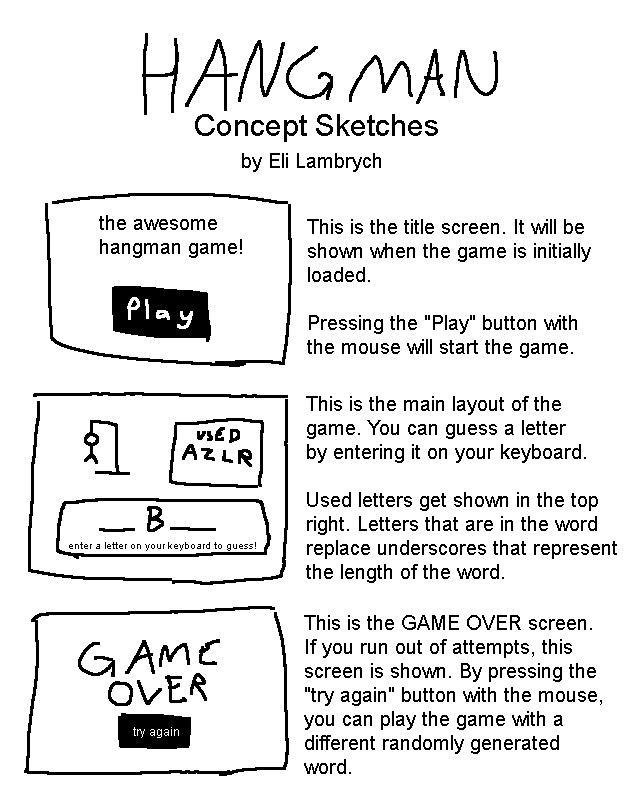 HANGMAN
Concept Sketches
by Eli Lambrych
the awesome
hangman game!
Play
This is the title screen. It will be
shown when the game is initially
loaded.
Pressing the "Play" button with
the mouse will start the game.
USED
AZLR
__B__
enter a letter on your keyboard to guess!
This is the main layout of the
game. You can guess a letter
by entering it on your keyboard.
Used letters get shown in the top
right. Letters that are in the word
replace underscores that represent
the length of the word.
GAME
OVER
try again
This is the GAME OVER screen.
If you run out of attempts, this
screen is shown. By pressing the
"try again" button with the mouse,
you can play the game with a
different randomly generated
word.